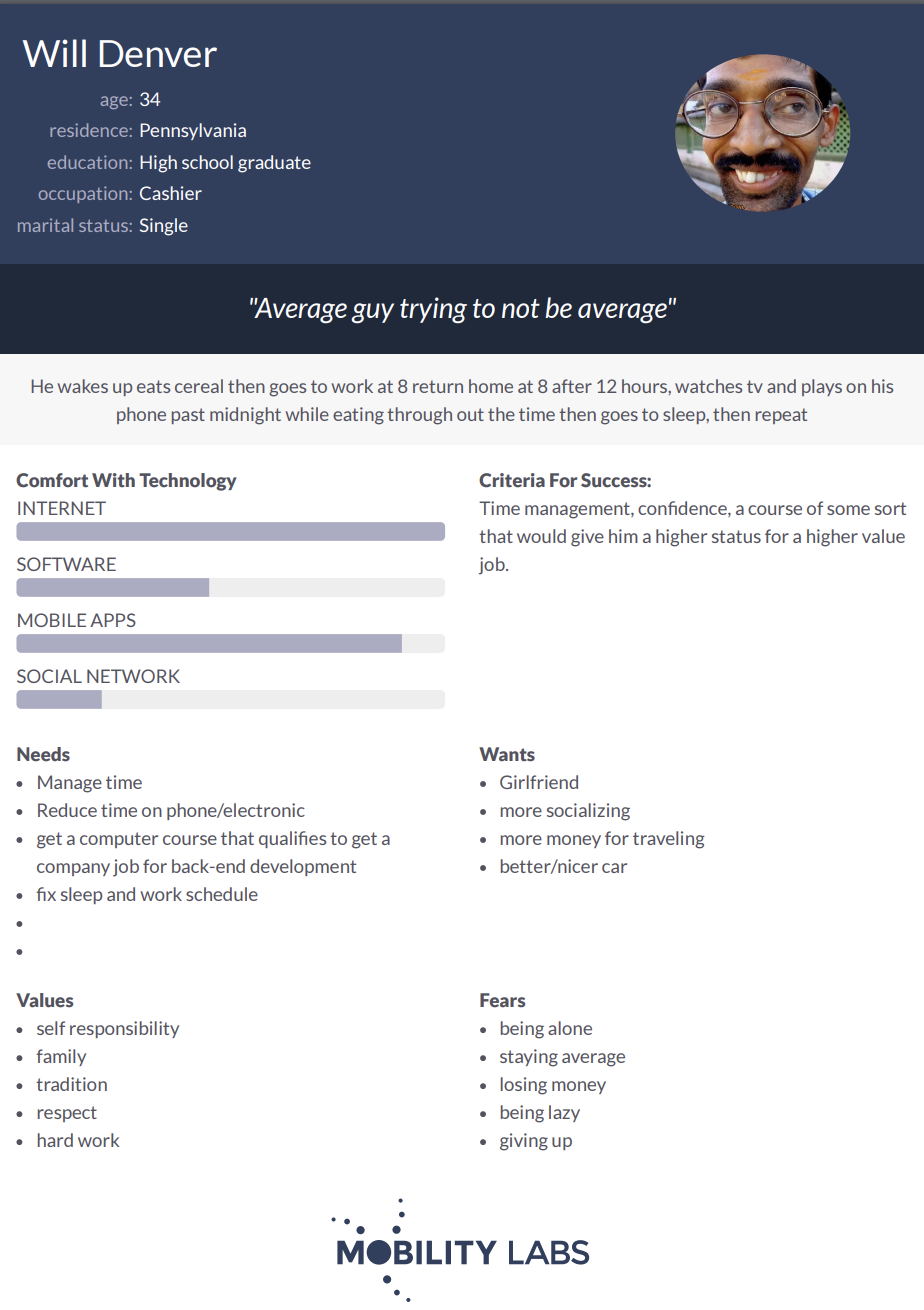 Will Denver
age: 34
residence: Pennsylvania
education: High school graduate
occupation: Cashier
marital status: Single
"Average guy trying to not be average"
He wakes up eats cereal then goes to work at 8 return home at 8 after 12 hours, watches tv and plays on his
phone past midnight while eating through out the time then goes to sleep, then repeat
Comfort With Technology
INTERNET
SOFTWARE
MOBILE APPS
SOCIAL NETWORK
Criteria For Success:
Time management, confidence, a course of some sort
that would give him a higher status for a higher value
job.
Needs
• Manage time
• Reduce time on phone/electronic
• get a computer course that qualifies to get a
company job for back-end development
• fix sleep and work schedule
•
•
Wants
• Girlfriend
• more socializing
• more money for traveling
• better/nicer car
Values
• self responsibility
• family
• tradition
• respect
• hard work
Fears
• being alone
• staying average
• losing money
• being lazy
• giving up
MOBILITY LABS